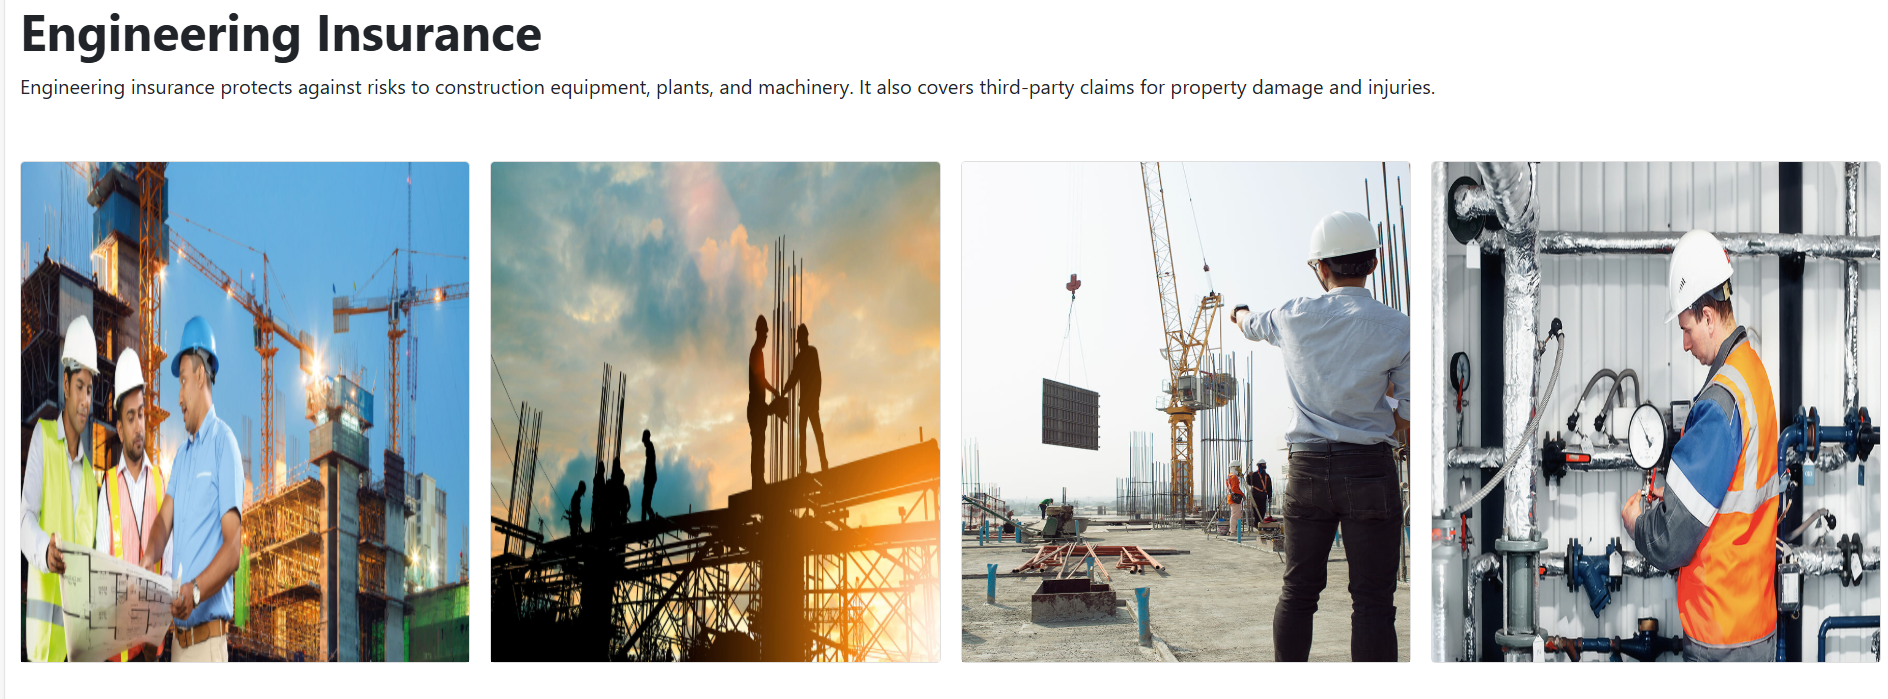 Engineering Insurance
Engineering insurance protects against risks to construction equipment, plants, and machinery. It also covers third-party claims for property damage and injuries.